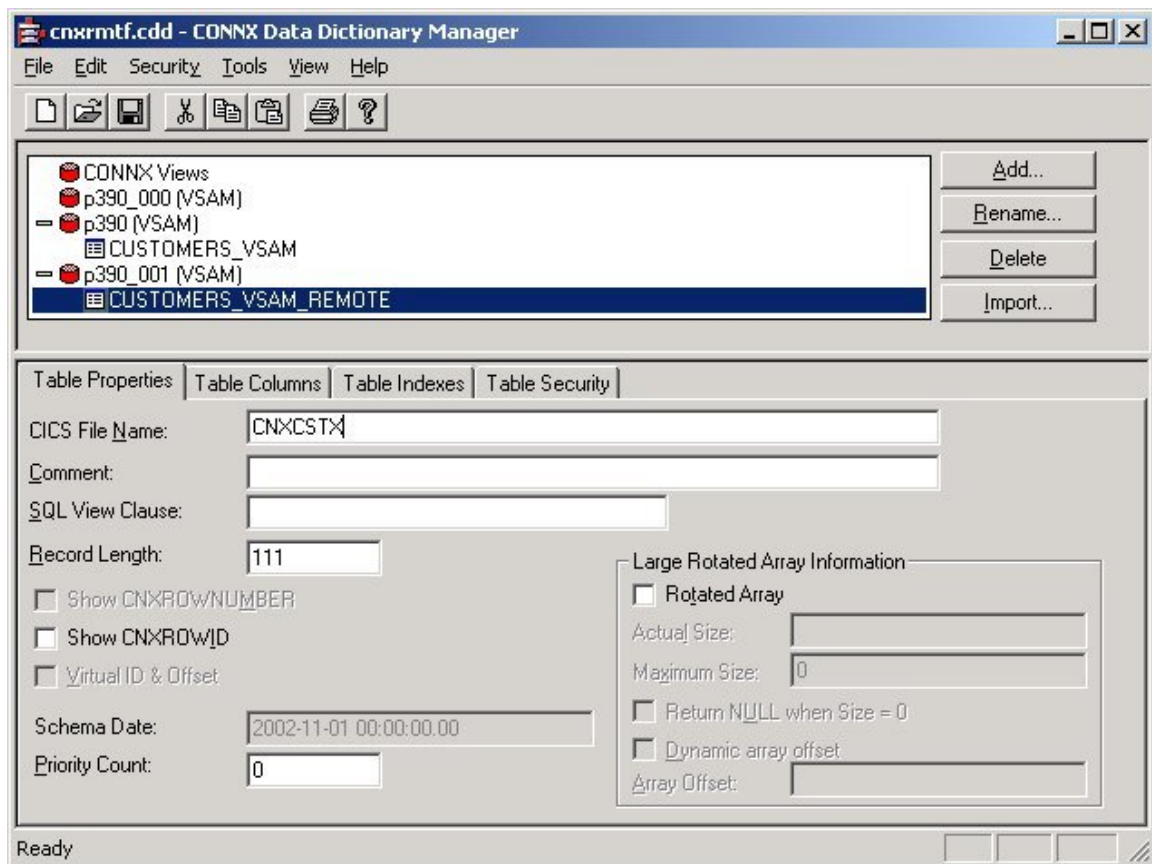 cnxrmtf.cdd - CONNX Data Dictionary Manager
File Edit Security Tools View Help
CONNX Views
p390_000 (VSAM)
p390 (VSAM)
CUSTOMERS_VSAM
p390_001 (VSAM)
CUSTOMERS_VSAM_REMOTE
Add...
Rename...
Delete
Import...
Table Properties Table Columns Table Indexes Table Security
CICS File Name: CNXCSTX
Comment:
SQL View Clause:
Record Length: 111
Show CNXROWNUMBER
Show CNXROWID
Virtual ID & Offset
Schema Date: 2002-11-01 00:00:00.00
Priority Count: 0
Large Rotated Array Information
Rotated Array
Actual Size:
Maximum Size: 0
Return NULL when Size = 0
Dynamic array offset
Array Offset:
Ready